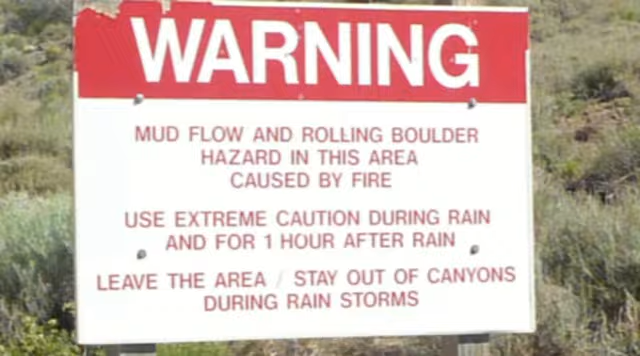 WARNING
MUD FLOW AND ROLLING BOULDER
HAZARD IN THIS AREA
CAUSED BY FIRE
USE EXTREME CAUTION DURING RAIN
AND FOR 1 HOUR AFTER RAIN
LEAVE THE AREA / STAY OUT OF CANYONS
DURING RAIN STORMS